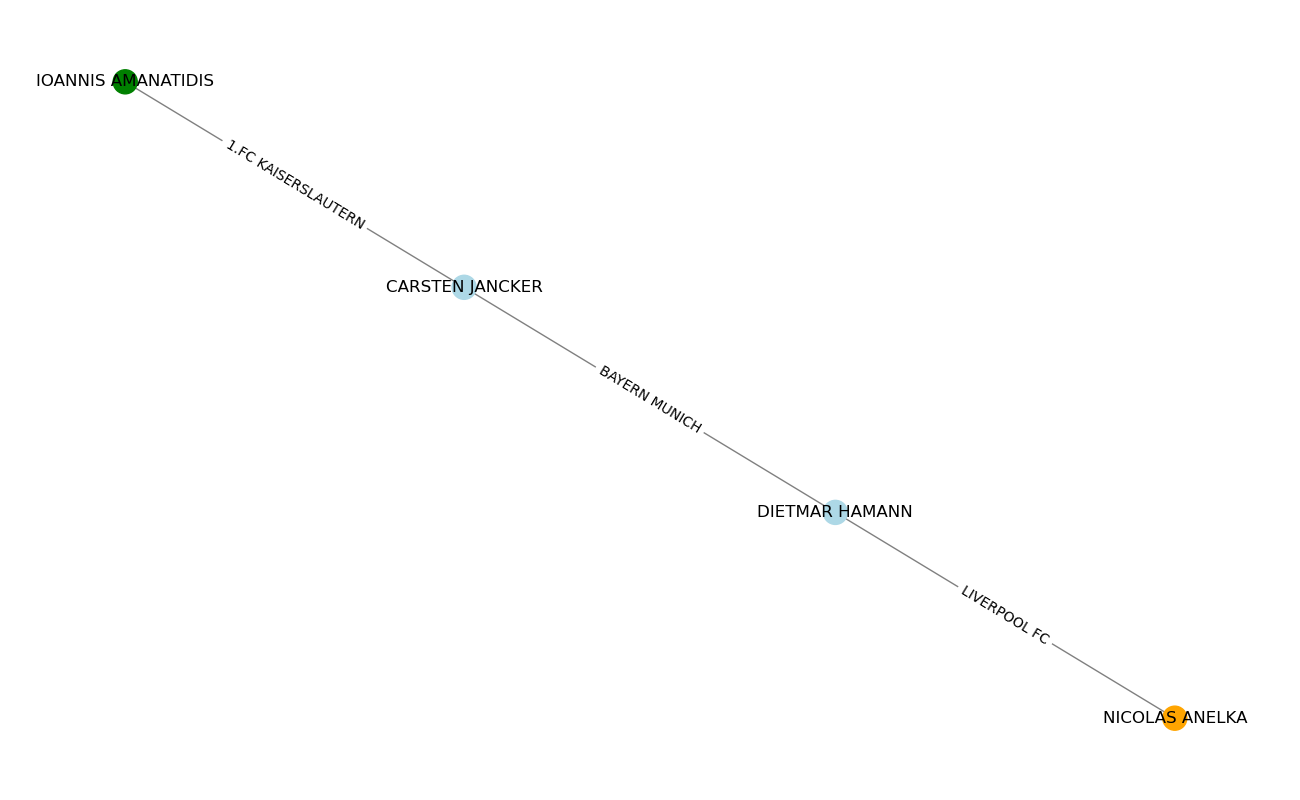 IOANNIS AMANATIDIS
1.FC KAISERSLAUTERN
CARSTEN JANCKER
BAYERN MUNICH
DIETMAR HAMANN
LIVERPOOL FC
NICOLAS ANELKA